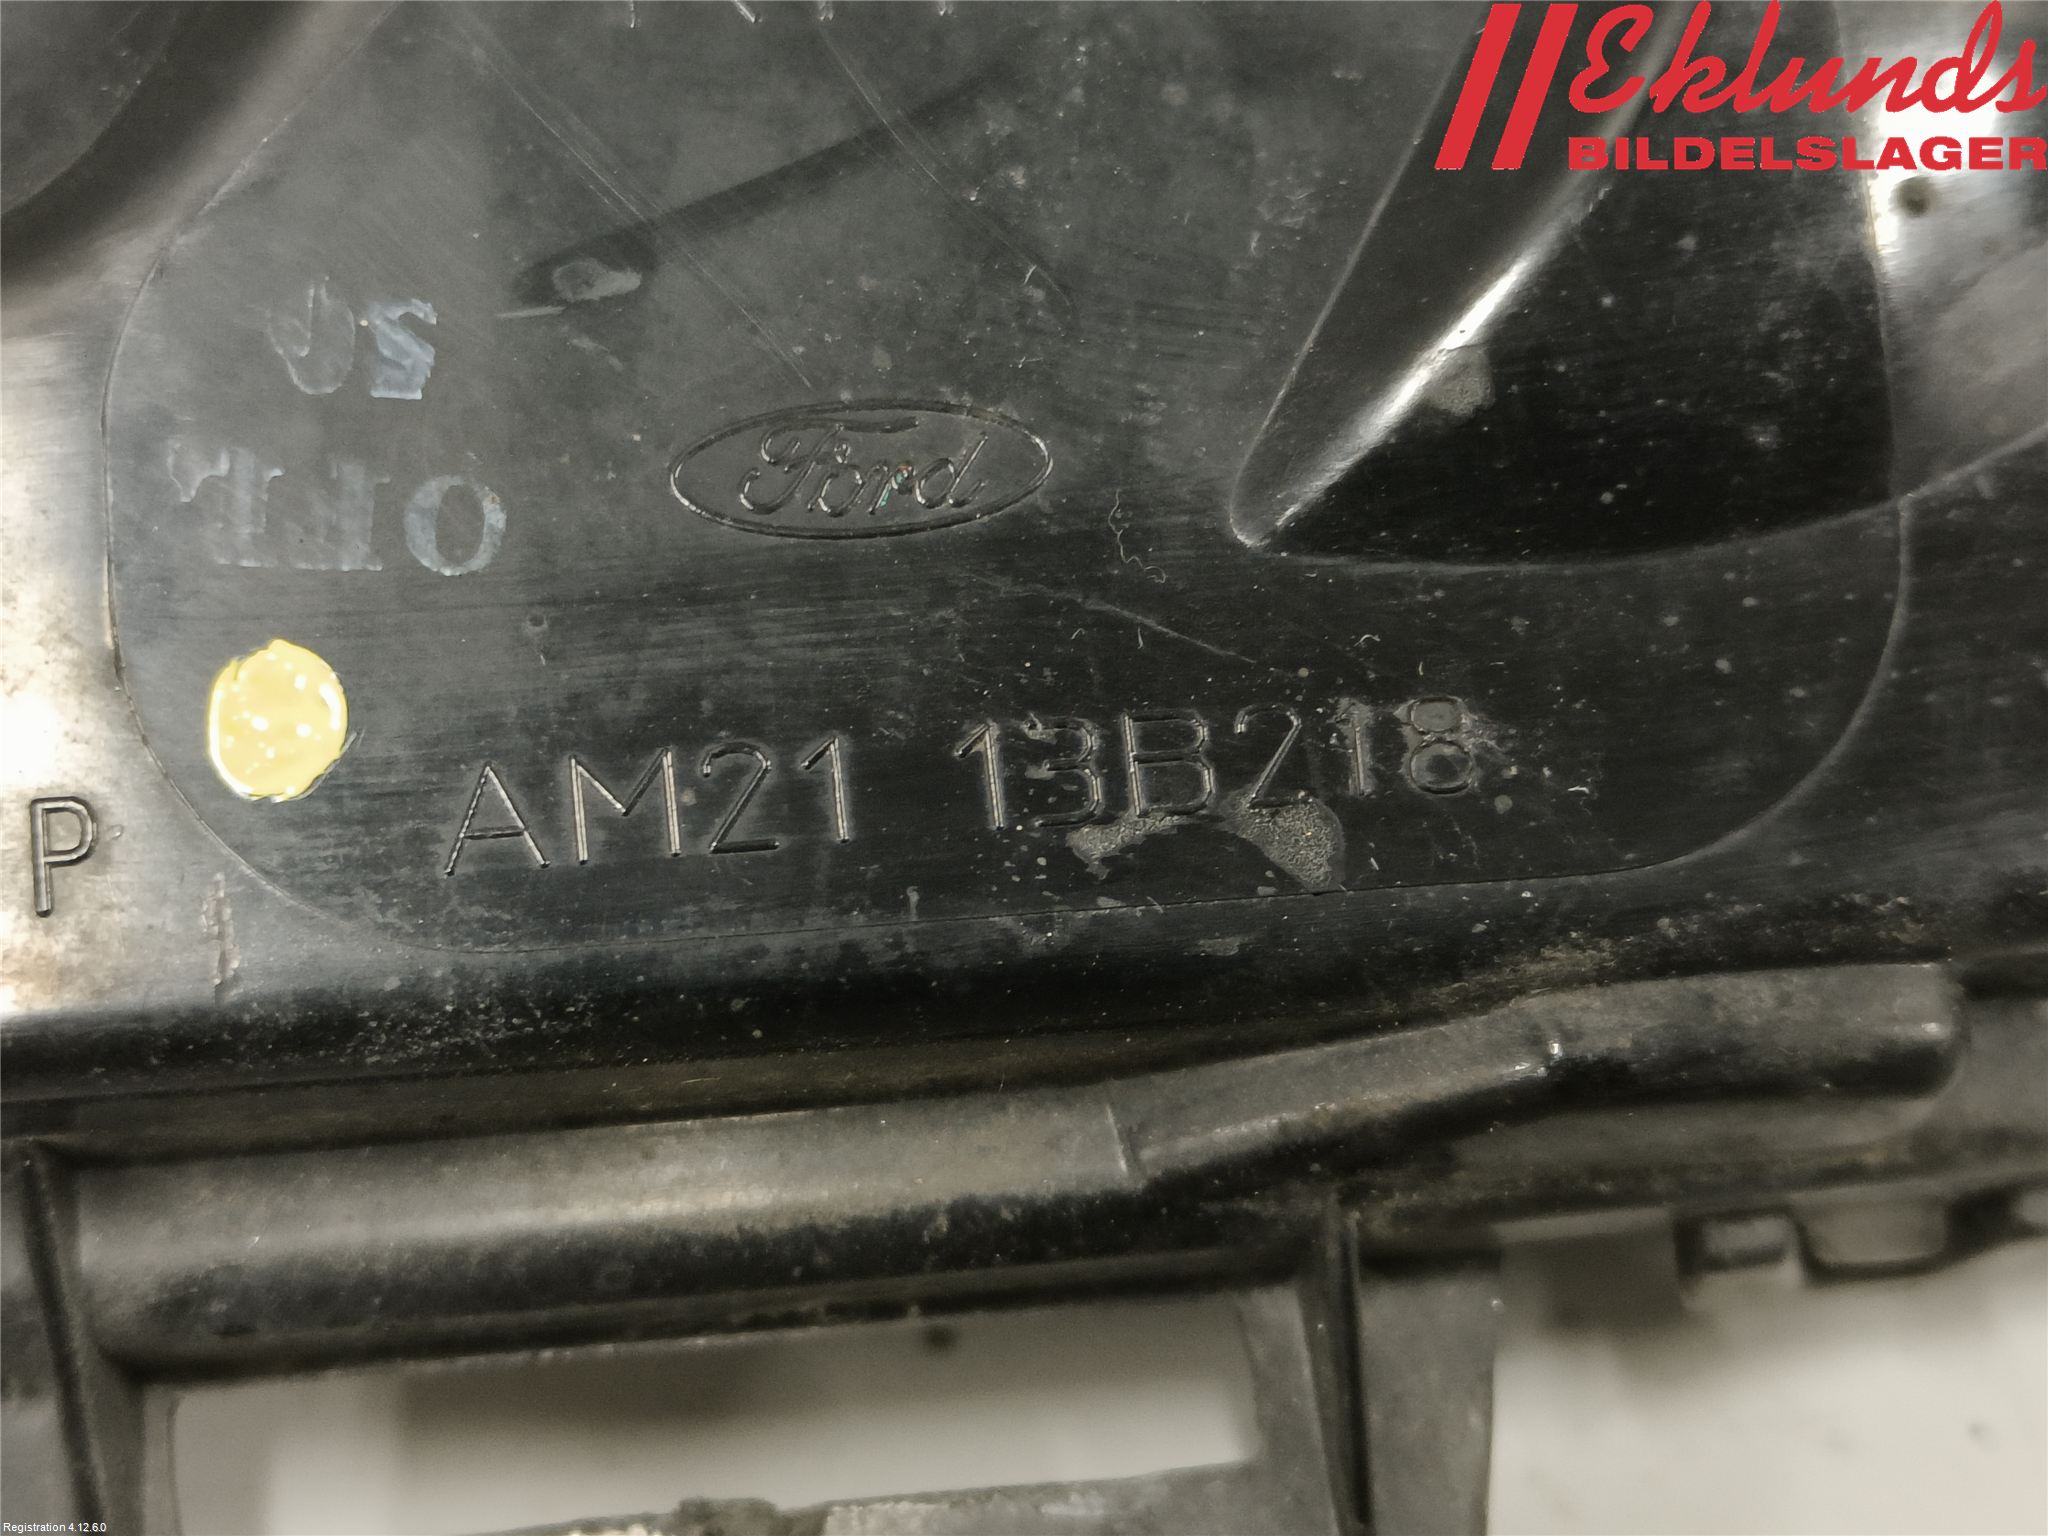 Eklunds
BILDELSLAGER
Ford
AM21 13B218
P
Registration 4.12.6.0